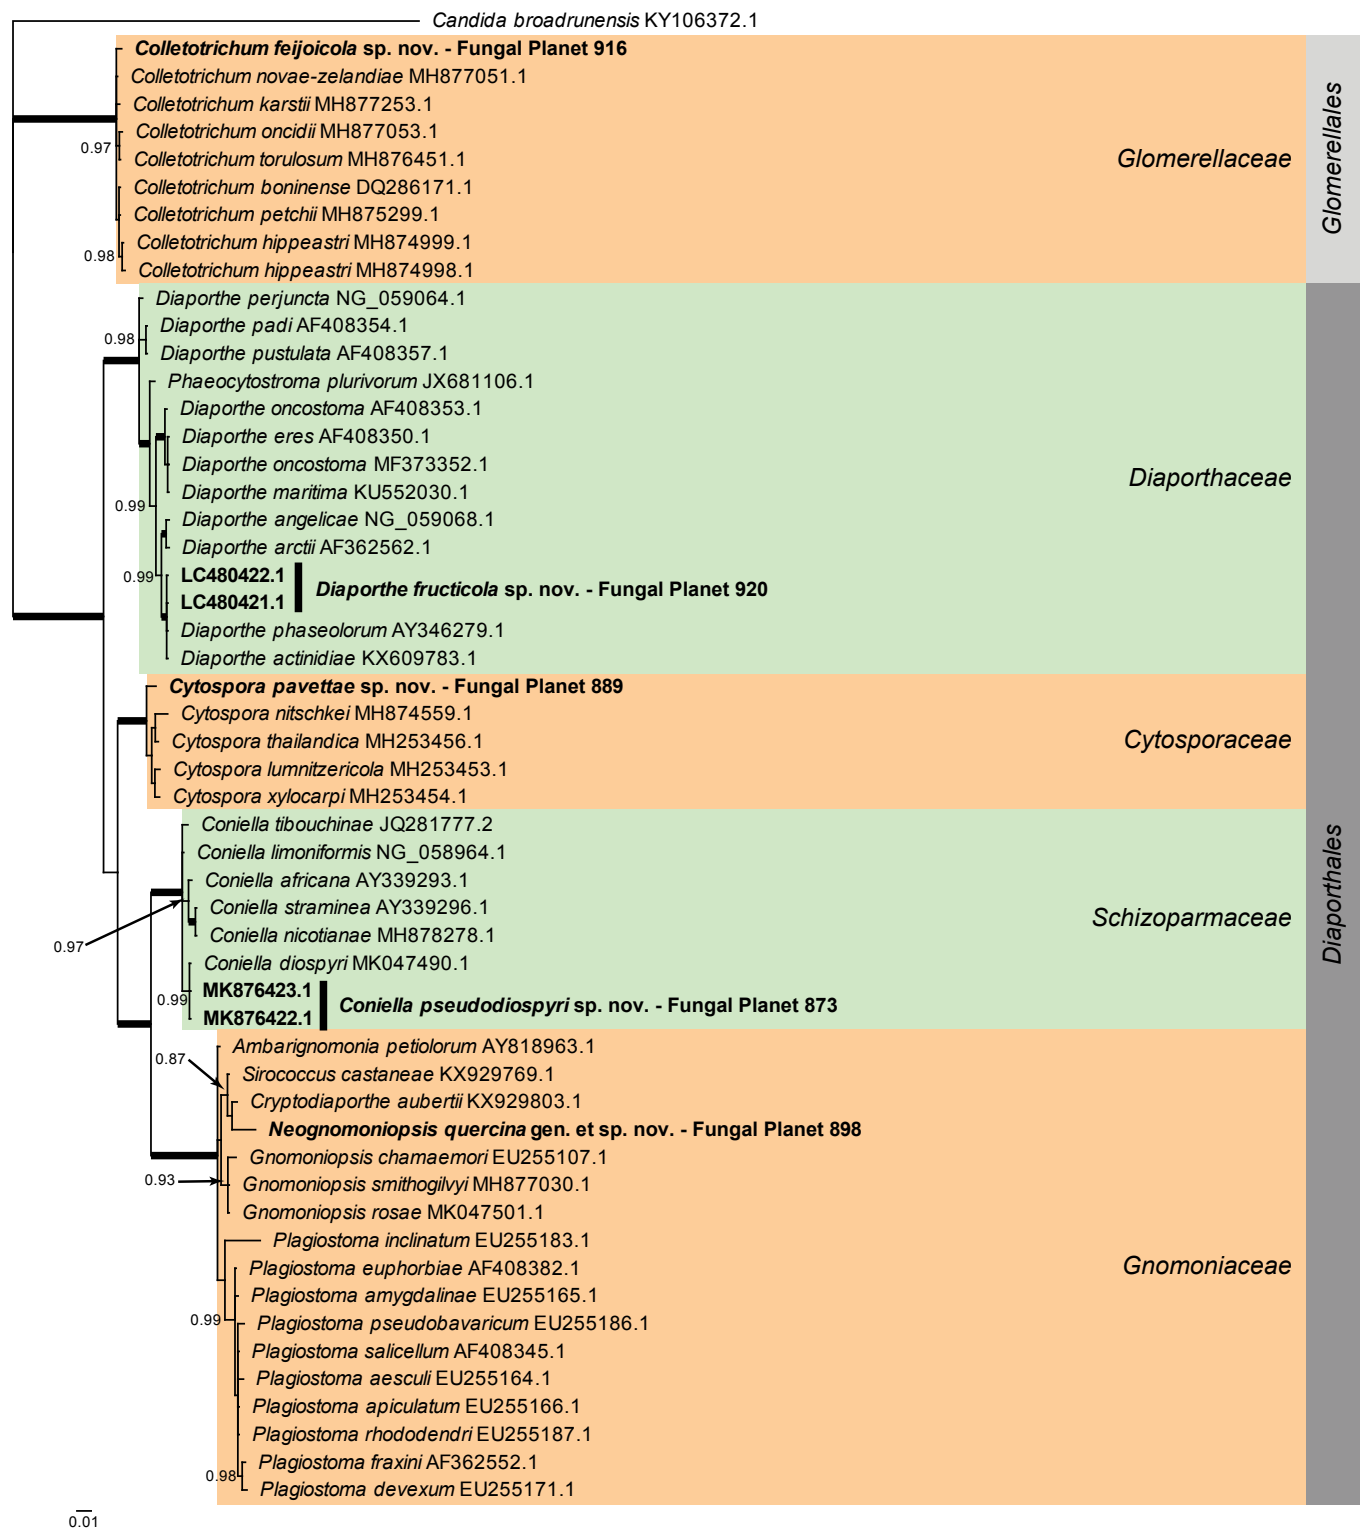 Candida broadrunensis KY106372.1
Colletotrichum feijoicola sp. nov. - Fungal Planet 916
Colletotrichum novae-zelandiae MH877051.1
Colletotrichum karstii MH877253.1
Colletotrichum oncidii MH877053.1
0.97
Colletotrichum torulosum MH876451.1
Glomerellaceae
Glomerellales
Colletotrichum boninense DQ286171.1
Colletotrichum petchii MH875299.1
Colletotrichum hippeastri MH874999.1
0.98
Colletotrichum hippeastri MH874998.1
Diaporthe perjuncta NG_059064.1
Diaporthe padi AF408354.1
0.98
Diaporthe pustulata AF408357.1
Phaeocytostroma plurivorum JX681106.1
Diaporthe oncostoma AF408353.1
Diaporthe eres AF408350.1
Diaporthe oncostoma MF373352.1
Diaporthaceae
Diaporthe maritima KU552030.1
0.99
Diaporthe angelicae NG_059068.1
Diaporthe arctii AF362562.1
0.99
LC480422.1
Diaporthe fructicola sp. nov. - Fungal Planet 920
LC480421.1
Diaporthe phaseolorum AY346279.1
Diaporthe actinidiae KX609783.1
Cytospora pavettae sp. nov. - Fungal Planet 889
Cytospora nitschkei MH874559.1
Cytospora thailandica MH253456.1
Cytosporaceae
Cytospora lumnitzericola MH253453.1
Cytospora xylocarpi MH253454.1
Coniella tibouchinae JQ281777.2
Coniella limoniformis NG_058964.1
Coniella africana AY339293.1
Diaporthales
Coniella straminea AY339296.1
Schizoparmaceae
Coniella nicotianae MH878278.1
0.97
Coniella diospyri MK047490.1
MK876423.1
0.99
Coniella pseudodiospyri sp. nov. - Fungal Planet 873
MK876422.1
Ambarignomonia petiolorum AY818963.1
0.87
Sirococcus castaneae KX929769.1
Cryptodiaporthe aubertii KX929803.1
Neognomoniopsis quercina gen. et sp. nov. - Fungal Planet 898
Gnomoniopsis chamaemori EU255107.1
0.93
Gnomoniopsis smithogilvyi MH877030.1
Gnomoniopsis rosae MK047501.1
Plagiostoma inclinatum EU255183.1
Plagiostoma euphorbiae AF408382.1
Gnomoniaceae
Plagiostoma amygdalinae EU255165.1
0.99
Plagiostoma pseudobavaricum EU255186.1
Plagiostoma salicellum AF408345.1
Plagiostoma aesculi EU255164.1
Plagiostoma apiculatum EU255166.1
Plagiostoma rhododendri EU255187.1
Plagiostoma fraxini AF362552.1
0.98
Plagiostoma devexum EU255171.1
0.01